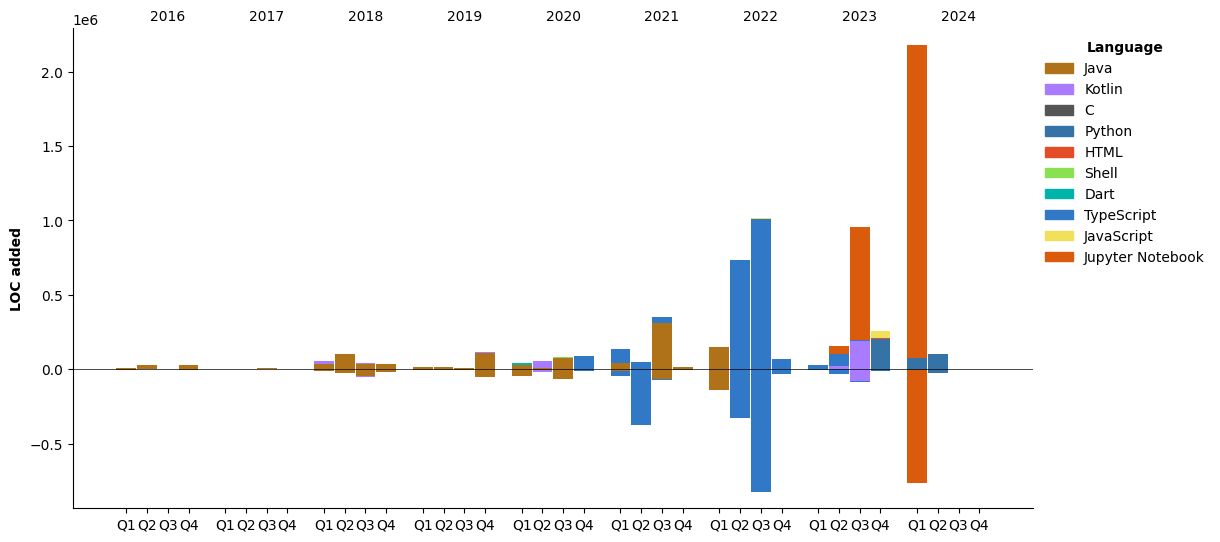 1e6
2016 2017 2018 2019 2020 2021 2022 2023 2024
2.0
1.5
1.0
0.5
0.0
−0.5
LOC added
Q1 Q2 Q3 Q4 Q1 Q2 Q3 Q4 Q1 Q2 Q3 Q4 Q1 Q2 Q3 Q4 Q1 Q2 Q3 Q4 Q1 Q2 Q3 Q4 Q1 Q2 Q3 Q4 Q1 Q2 Q3 Q4 Q1 Q2 Q3 Q4
Language
Java
Kotlin
C
Python
HTML
Shell
Dart
TypeScript
JavaScript
Jupyter Notebook